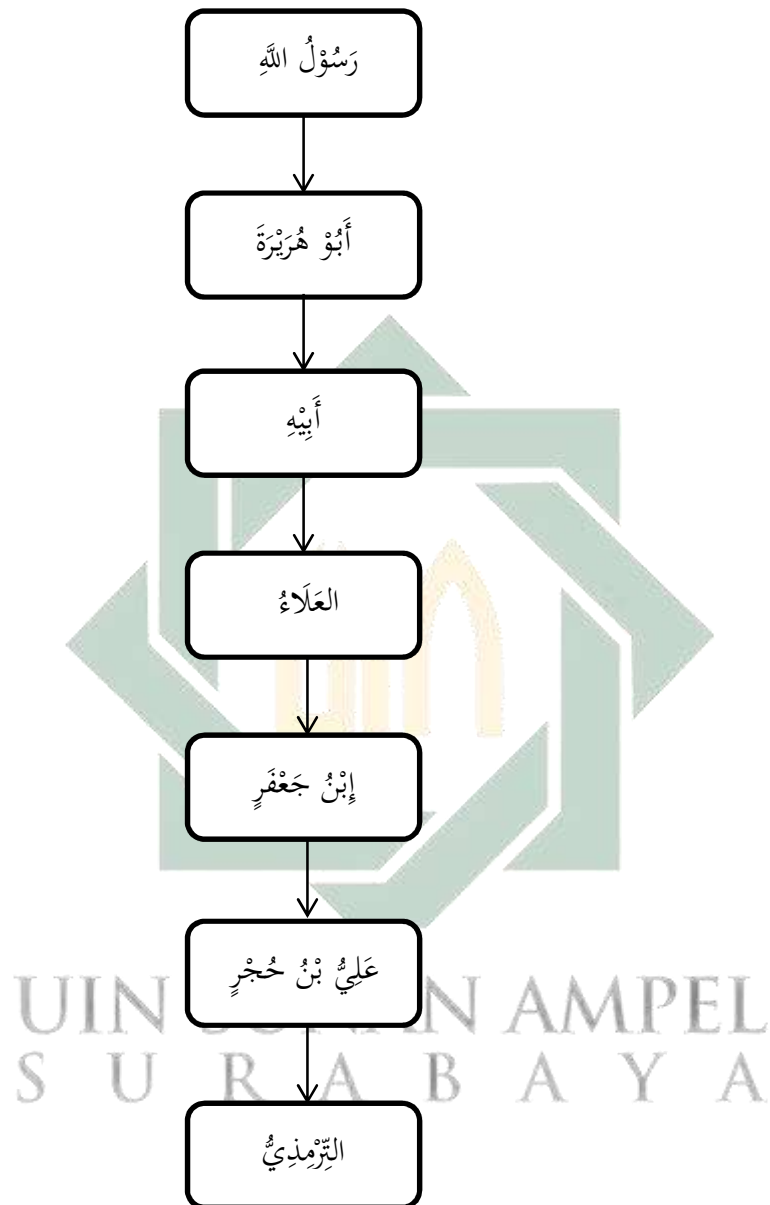 رَسُوْلُ اللَّهِ
أَبُوْ هُرَيْرَةَ
أَبِيْهِ
العَلَاءُ
إِبْنُ جَعْفَرٍ
عَلِيُّ بْنُ حُجْرٍ
UIN SUNAN AMPEL
S U R A B A Y A
التِّرْمِذِيُّ